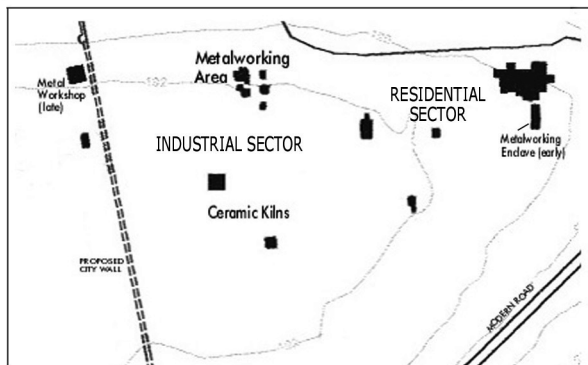 Metalworking
Area
Metal
Workshop
(late)
RESIDENTIAL
SECTOR
INDUSTRIAL SECTOR
Metalworking
Enclave (early)
Ceramic Kilns
PROPOSED
CITY WALL
MODERN ROAD
102